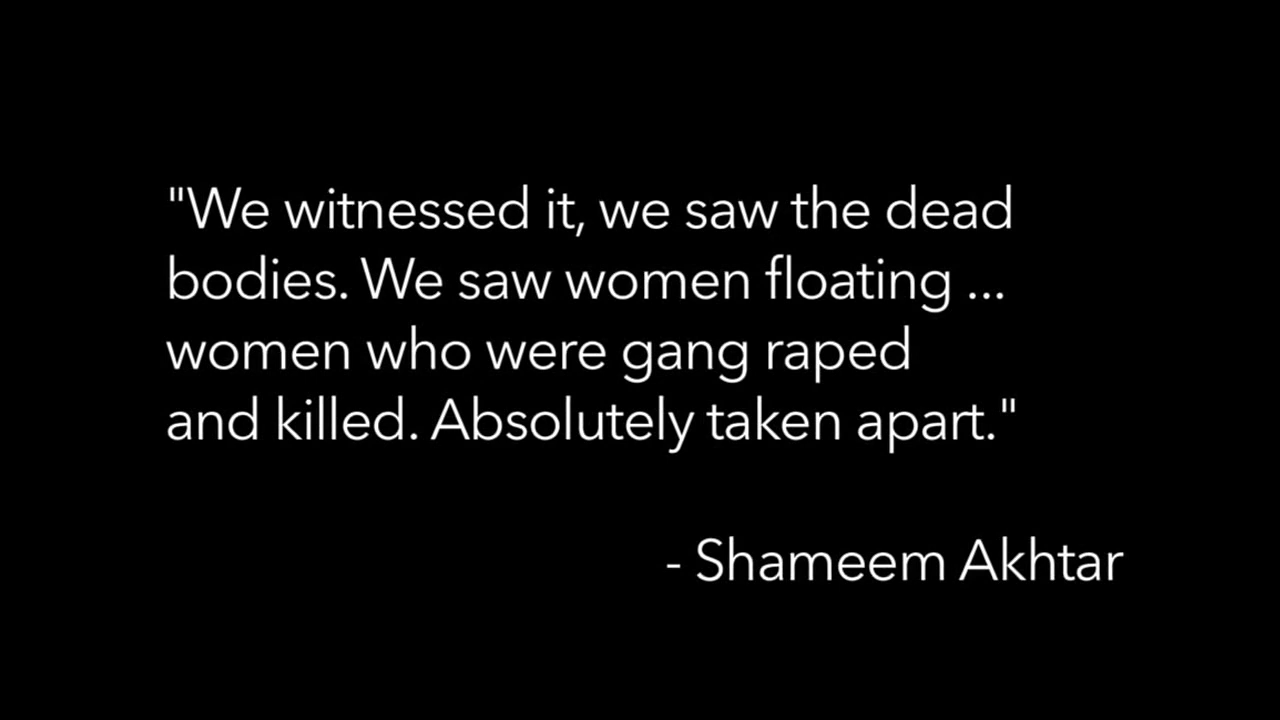 "We witnessed it, we saw the dead
bodies. We saw women floating ...
women who were gang raped
and killed. Absolutely taken apart."
- Shameem Akhtar